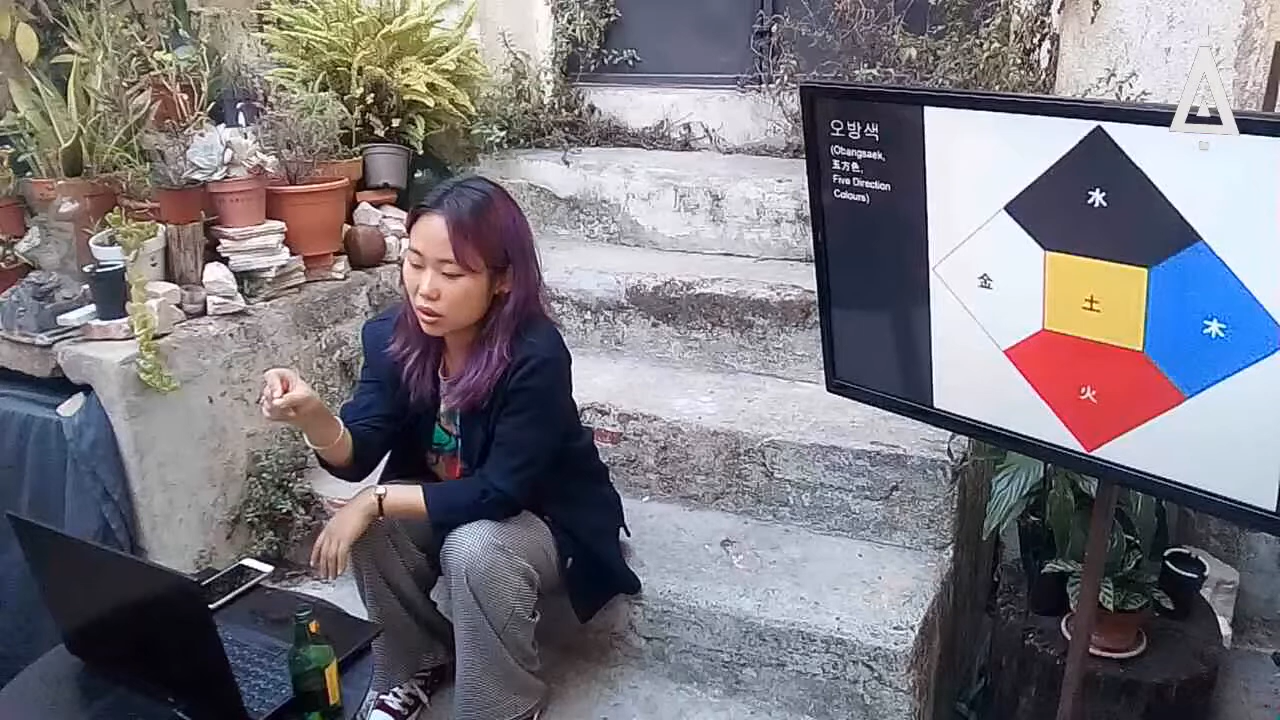 오방색
(Obangsaek,
五方色,
Five Direction
Colours)
水
金
土
木
火